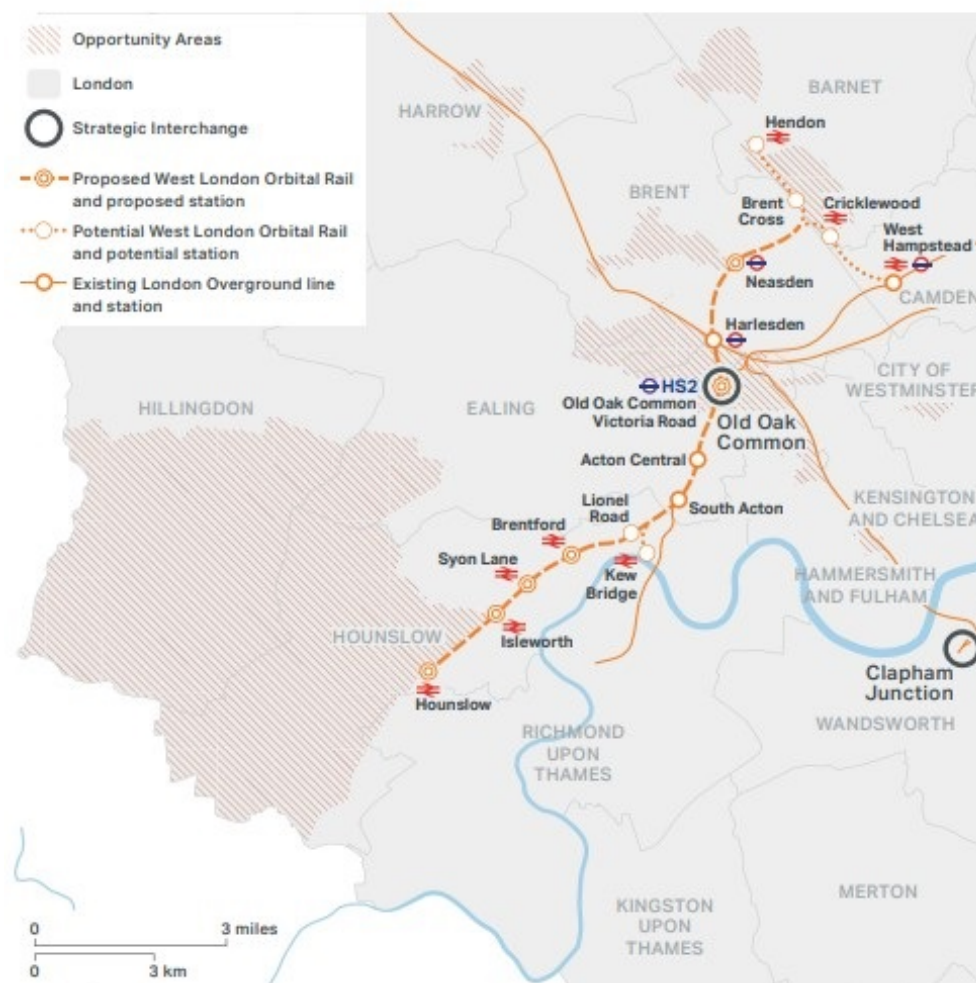 Opportunity Areas
London
Strategic Interchange
Proposed West London Orbital Rail
and proposed station
Potential West London Orbital Rail
and potential station
Existing London Overground line
and station
HARROW
BARNET
Hendon
BRENT
Brent
Cross
Cricklewood
West
Hampstead
Neasden
CAMDEN
Harlesden
CITY OF
WESTMINSTER
HS2
Old Oak Common
Victoria Road
Old Oak
Common
HILLINGDON
EALING
Acton Central
Lionel
Road
South Acton
KENSINGTON
AND CHELSEA
Brentford
Syon Lane
Kew
Bridge
HAMMERSMITH
AND FULHAM
HOUNSLOW
Isleworth
Clapham
Junction
Hounslow
RICHMOND
UPON
THAMES
WANDSWORTH
MERTON
KINGSTON
UPON
THAMES
0 3 miles
0 3 km